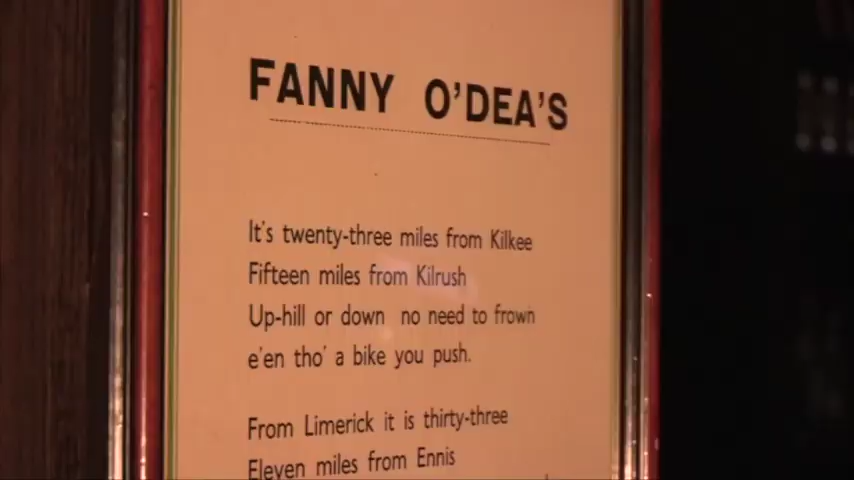 FANNY O'DEA'S
It's twenty-three miles from Kilkee
Fifteen miles from Kilrush
Up-hill or down no need to frown
e'en tho' a bike you push.
From Limerick it is thirty-three
Eleven miles from Ennis